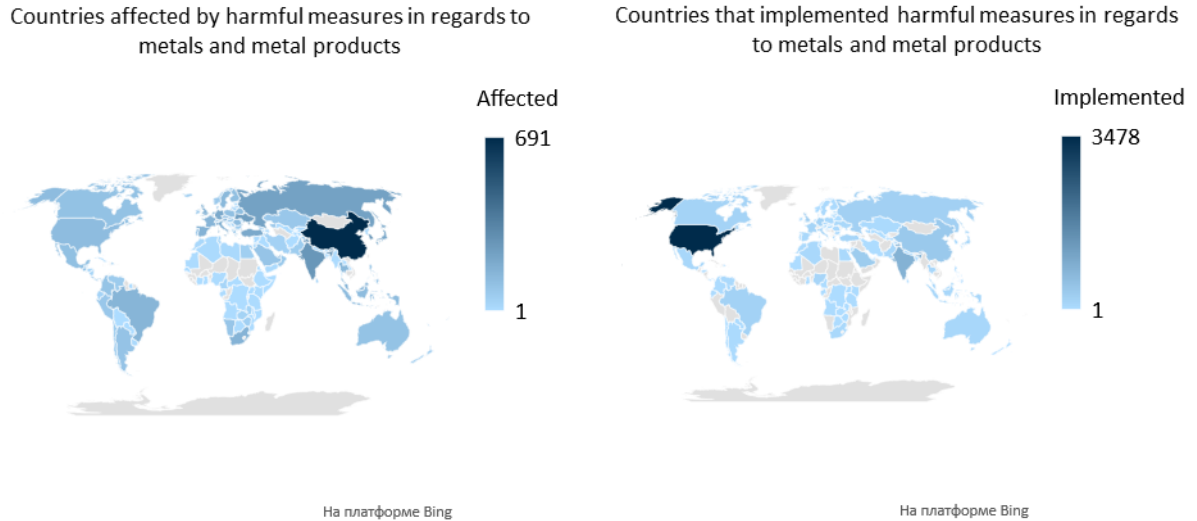 Countries affected by harmful measures in regards to
metals and metal products
Affected
691
1
На платформе Bing
Countries that implemented harmful measures in regards
to metals and metal products
Implemented
3478
1
На платформе Bing